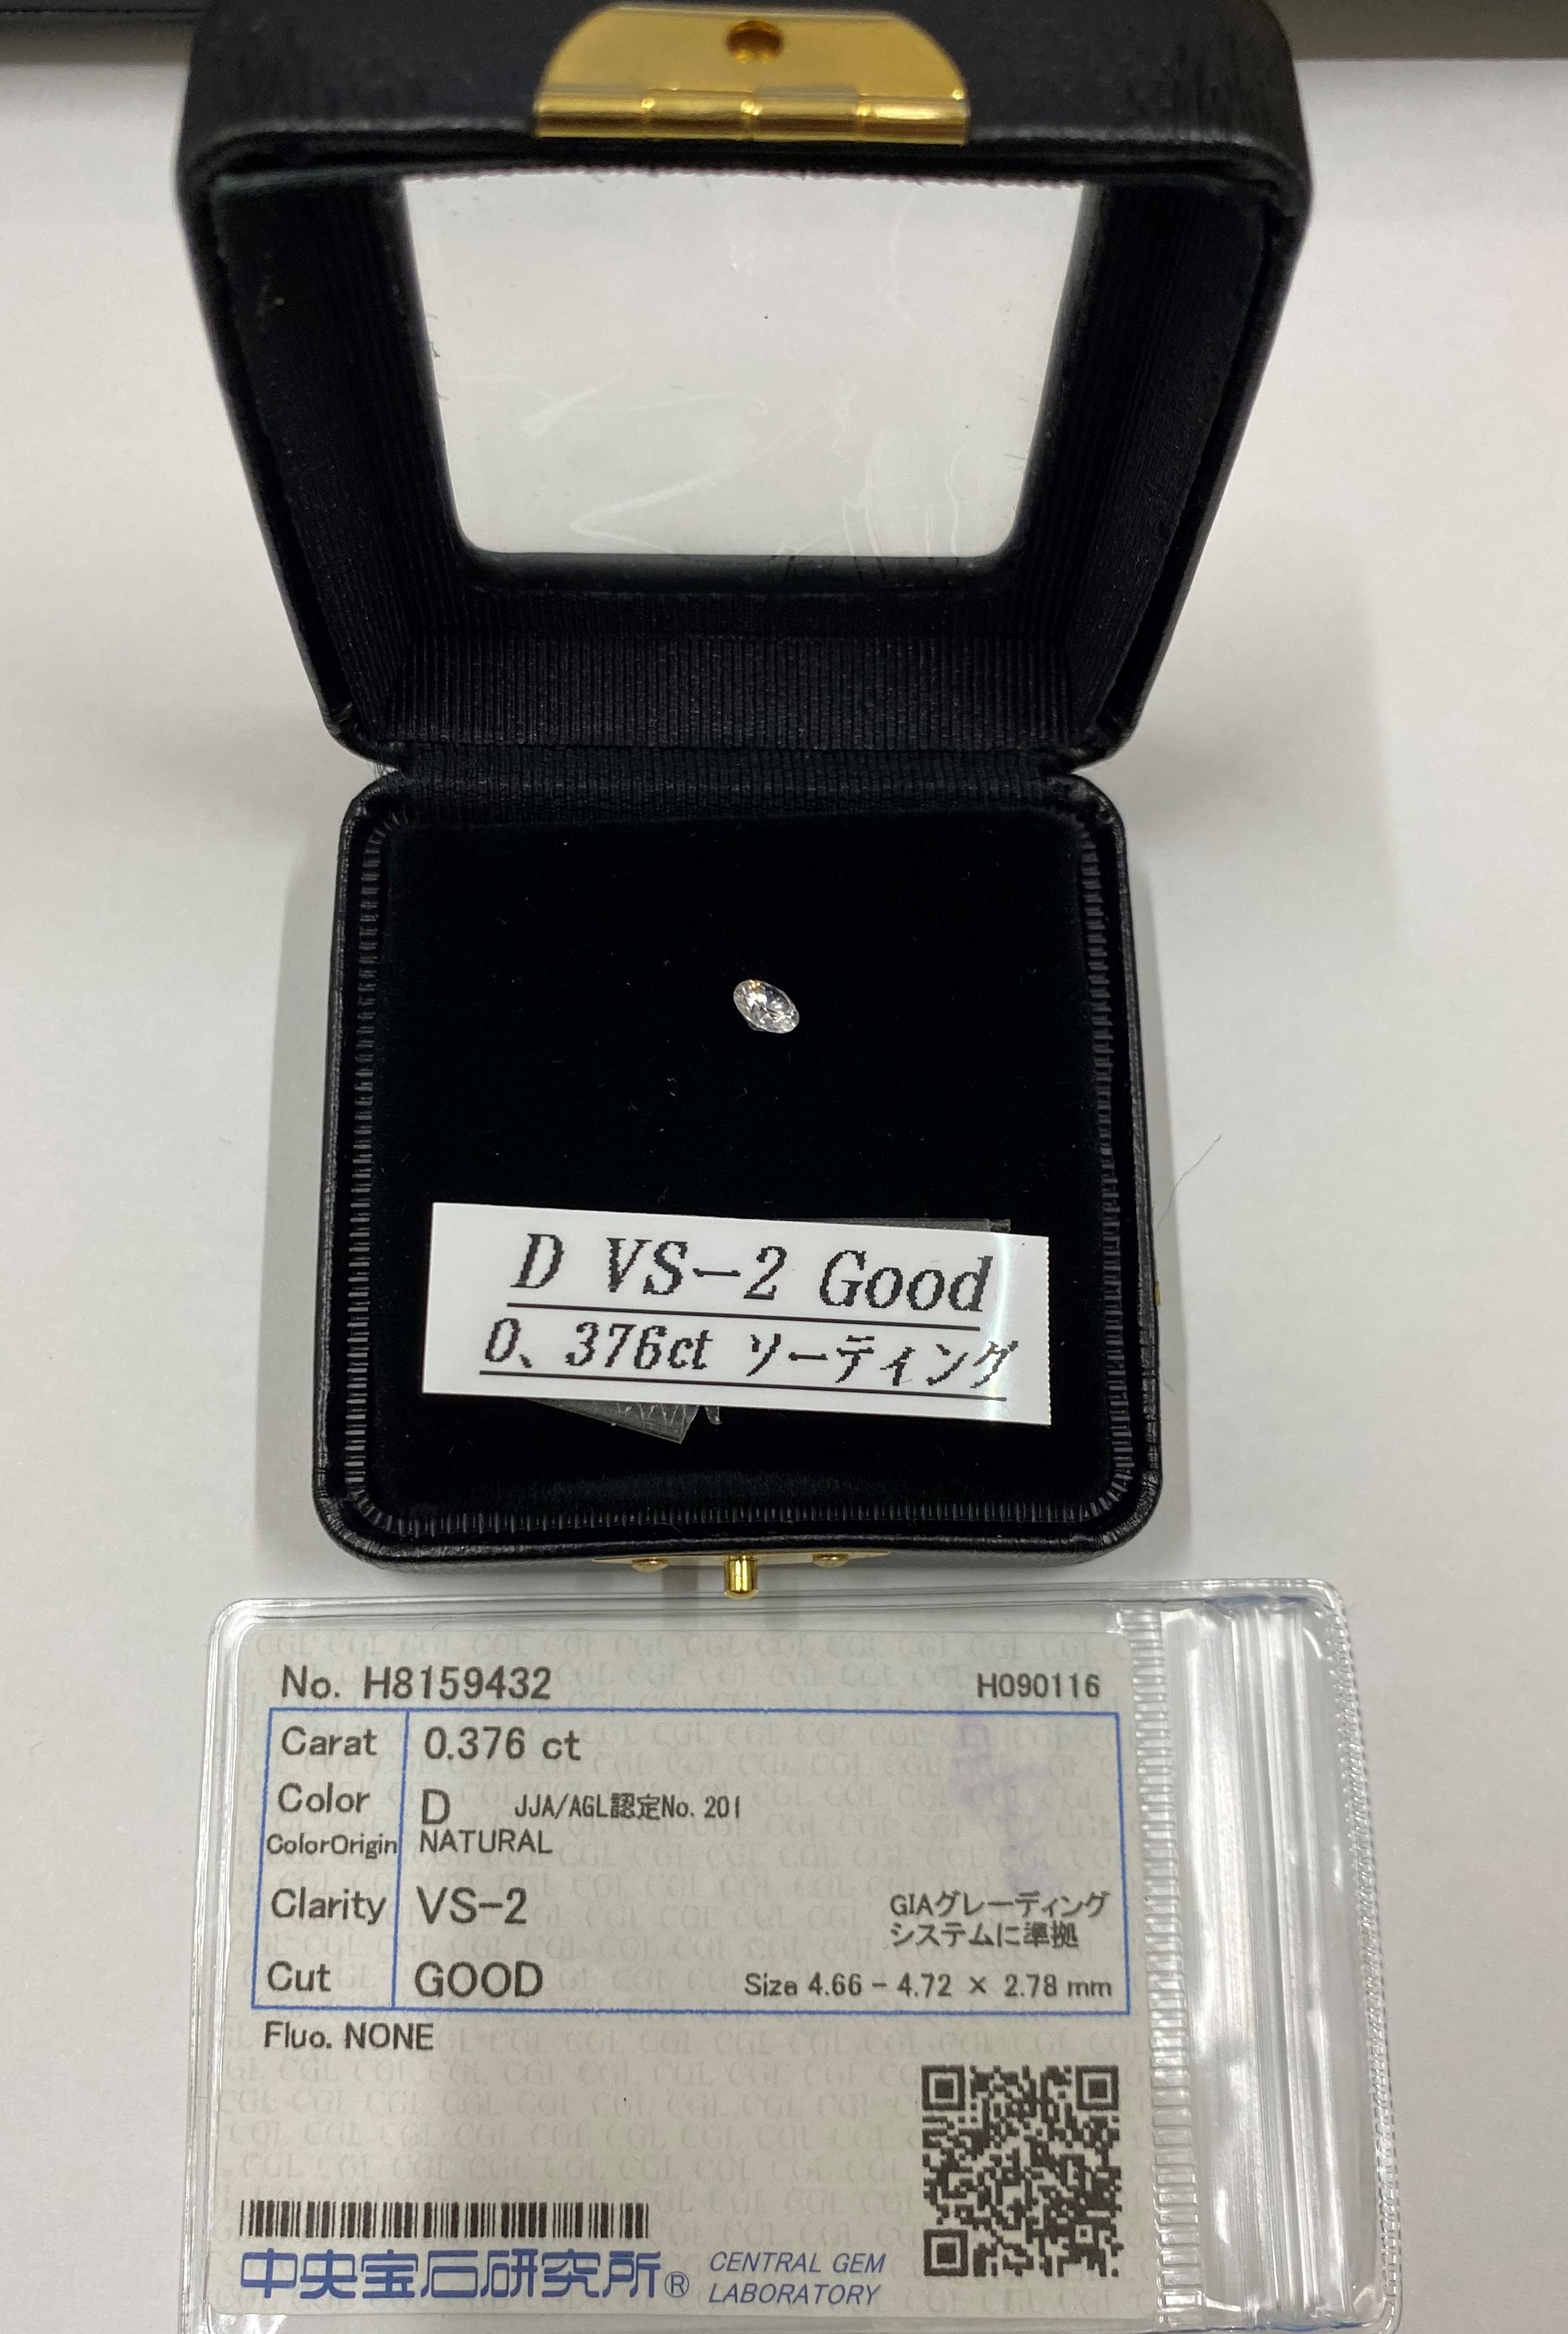 D VS-2 Good
0、376ct ソーティング
No. H8159432
H090116
Carat 0.376 ct
Color D JJA/AGL認定No. 201
ColorOrigin NATURAL
Clarity VS-2
GIAグレーディング
システムに準拠
Cut GOOD Size 4.66 - 4.72 × 2.78 mm
Fluo. NONE
中央宝石研究所® CENTRAL GEM
LABORATORY